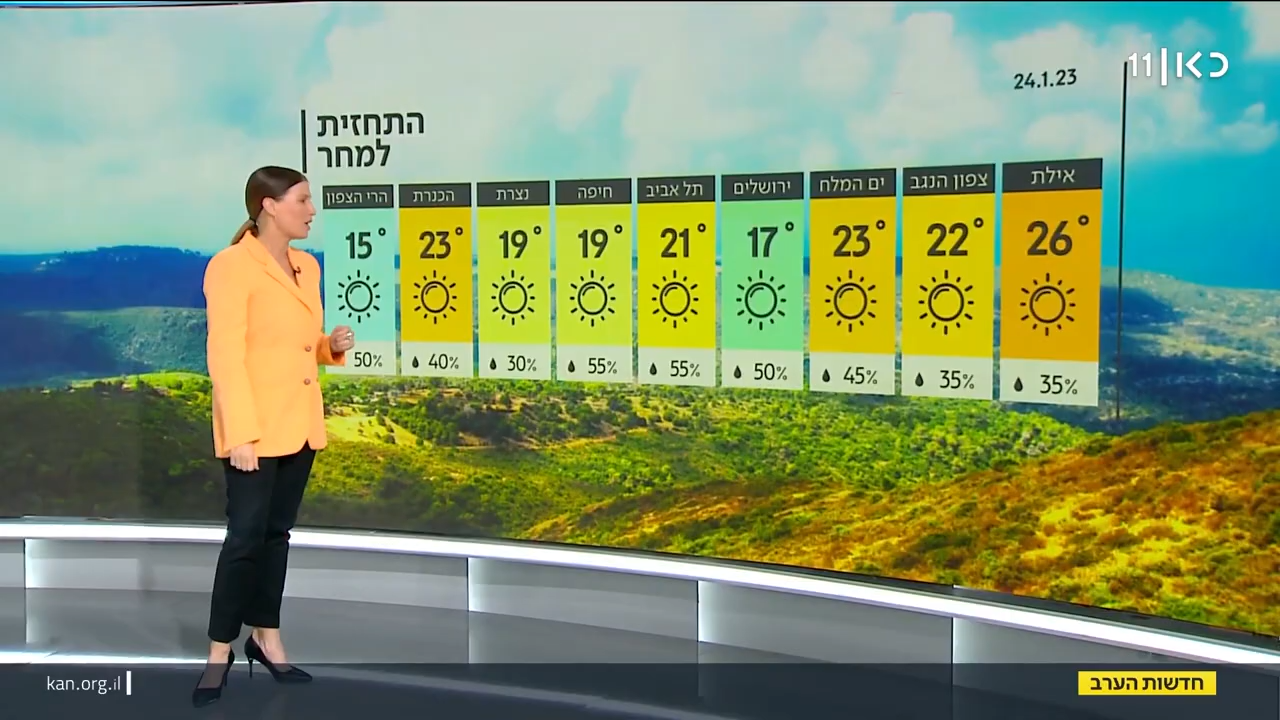 כאן 11
24.1.23
התחזית
למחר
הרי הצפון
הכנרת
נצרת
חיפה
תל אביב
ירושלים
ים המלח
צפון הנגב
אילת
15° 23° 19° 19° 21° 17° 23° 22° 26°
50% 40% 30% 55% 55% 50% 45% 35% 35%
kan.org.il
חדשות הערב